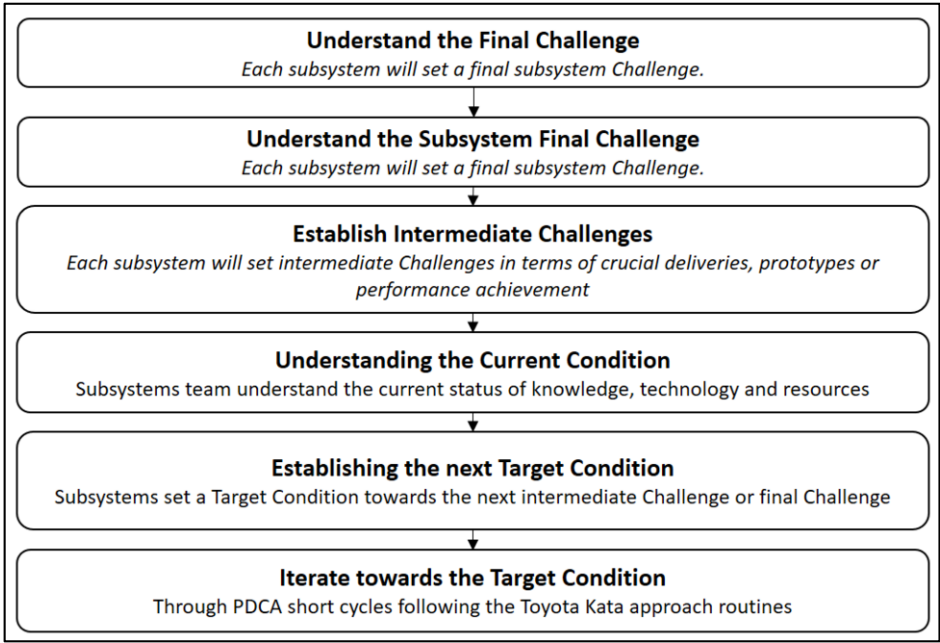 Understand the Final Challenge
Each subsystem will set a final subsystem Challenge.
Understand the Subsystem Final Challenge
Each subsystem will set a final subsystem Challenge.
Establish Intermediate Challenges
Each subsystem will set intermediate Challenges in terms of crucial deliveries, prototypes or
performance achievement
Understanding the Current Condition
Subsystems team understand the current status of knowledge, technology and resources
Establishing the next Target Condition
Subsystems set a Target Condition towards the next intermediate Challenge or final Challenge
Iterate towards the Target Condition
Through PDCA short cycles following the Toyota Kata approach routines